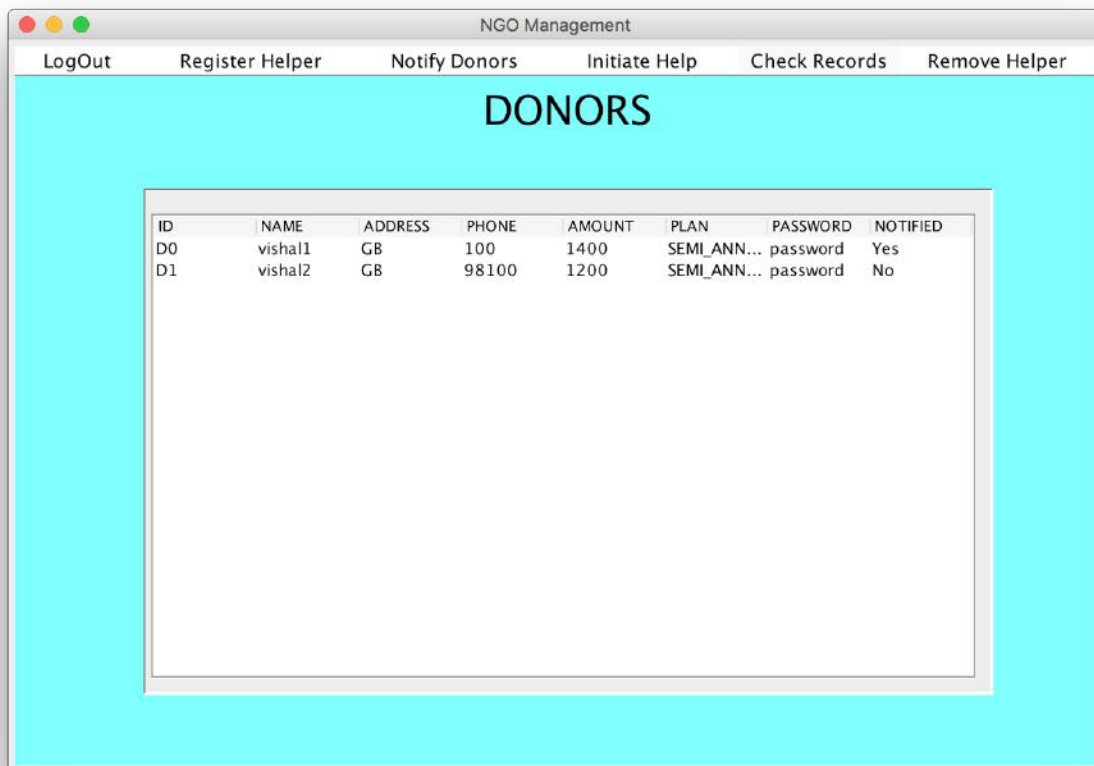 NGO Management
LogOut Register Helper Notify Donors Initiate Help Check Records Remove Helper
DONORS
ID NAME ADDRESS PHONE AMOUNT PLAN PASSWORD NOTIFIED
D0 vishal1 GB 100 1400 SEMI_ANN... password Yes
D1 vishal2 GB 98100 1200 SEMI_ANN... password No